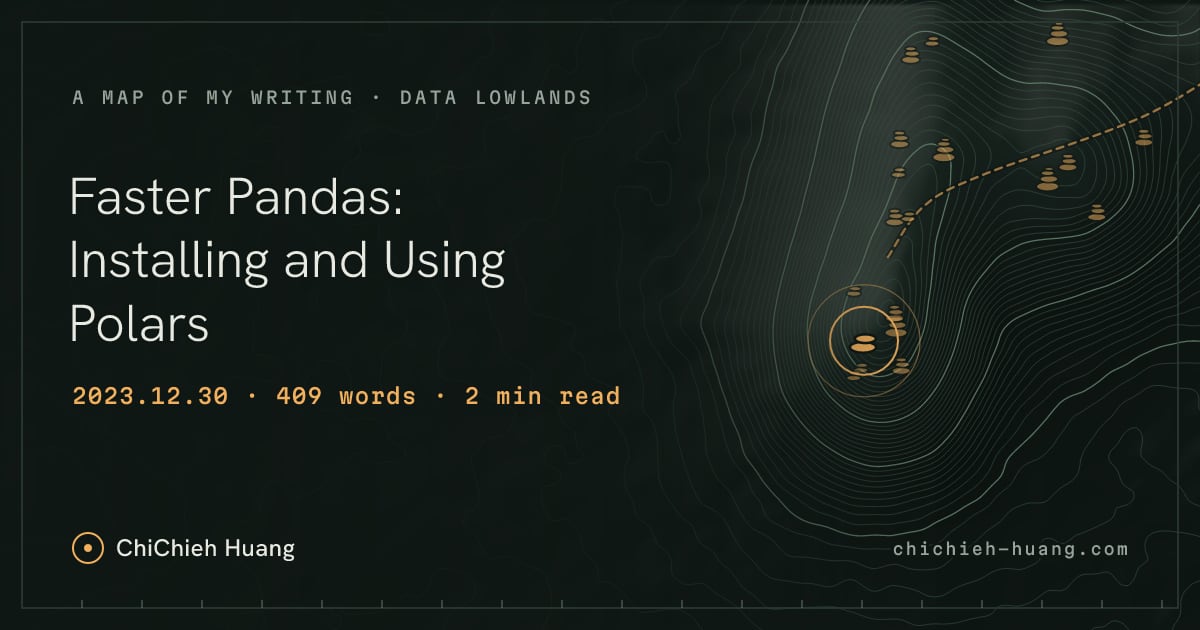 A MAP OF MY WRITING · DATA LOWLANDS
Faster Pandas:
Installing and Using
Polars
2023.12.30 · 409 words · 2 min read
ChiChieh Huang
chichieh-huang.com